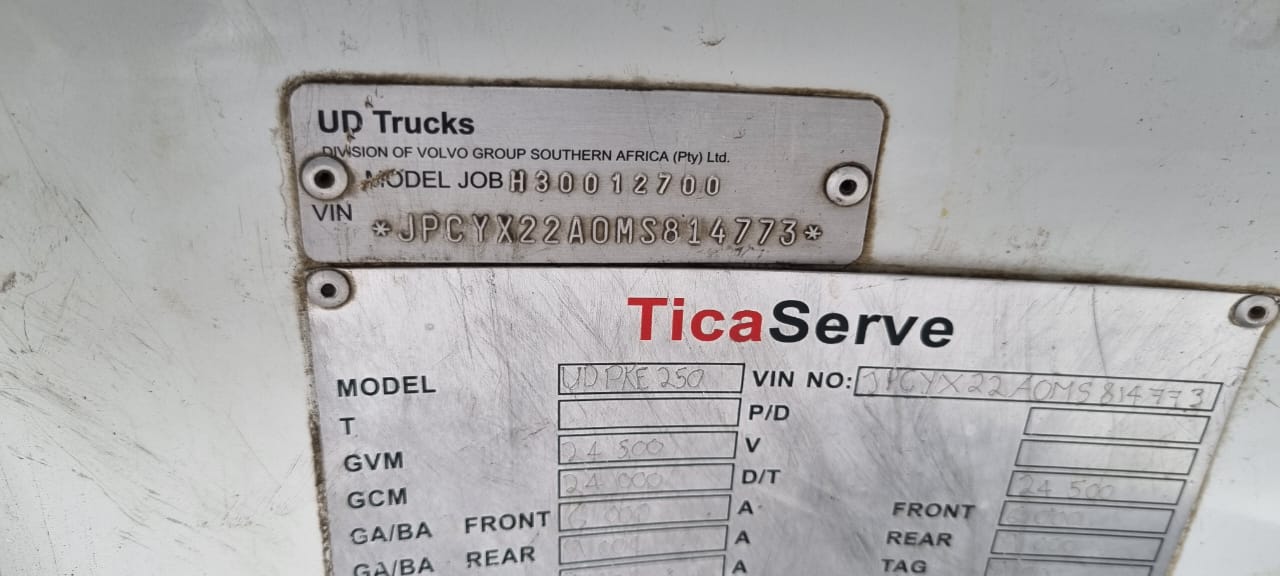 UD Trucks
DIVISION OF VOLVO GROUP SOUTHERN AFRICA (Pty) Ltd.
MODEL JOB H30012700
VIN
*JPCYX22A0MS814773*
TicaServe
MODEL UD PKE 250 VIN NO: JPCYX22A0MS814773
T P/D
GVM 24 500 V
GCM 24 000 D/T 24 500
GA/BA FRONT A FRONT
GA/BA REAR A REAR
A TAG